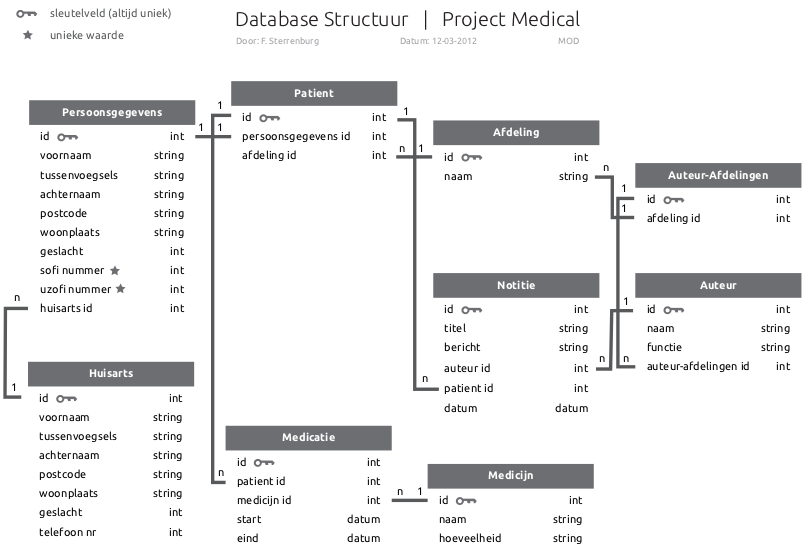 sleutelveld (altijd uniek)
unieke waarde
Database Structuur | Project Medical
Door: F. Sterrenburg Datum: 12-03-2012 MOD
Persoonsgegevens
id int
voornaam string
tussenvoegsels string
achternaam string
postcode string
woonplaats string
geslacht int
sofi nummer int
uzofi nummer int
huisarts id int
n
1
Huisarts
id int
voornaam string
tussenvoegsels string
achternaam string
postcode string
woonplaats string
geslacht int
telefoon nr int
1 1
1
Patient
id int
persoonsgegevens id int
afdeling id int
1
n 1
n
Medicatie
id int
patient id int
medicijn id int
start datum
eind datum
n 1
Afdeling
id int
naam string
n
Notitie
id int
titel string
bericht string
auteur id int
patient id int
datum datum
n
n
Medicijn
id int
naam string
hoeveelheid string
Auteur-Afdelingen
id int
afdeling id int
1
1
Auteur
id int
naam string
functie string
auteur-afdelingen id int
1
n